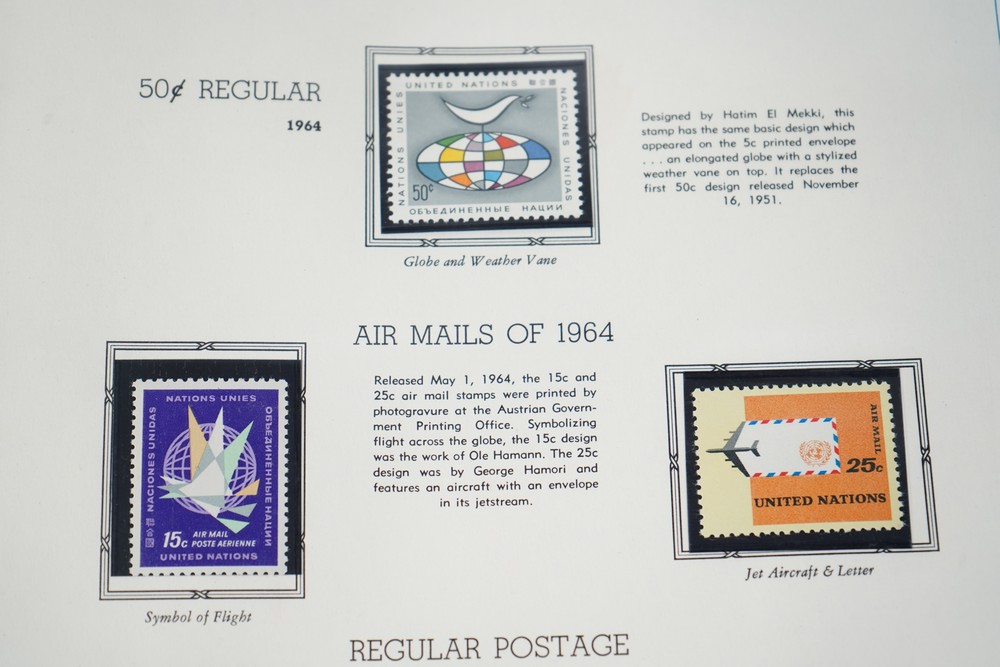 50¢ REGULAR
1964
UNITED NATIONS 聯合國
NATIONS UNIES
NACIONES UNIDAS
50c
ОБЪЕДИНЕННЫЕ НАЦИИ
Globe and Weather Vane
Designed by Hatim El Mekki, this
stamp has the same basic design which
appeared on the 5c printed envelope
. . . an elongated globe with a stylized
weather vane on top. It replaces the
first 50c design released November
16, 1951.
AIR MAILS OF 1964
NATIONS UNIES
NACIONES UNIDAS
ОБЪЕДИНЕННЫЕ НАЦИИ
15c AIR MAIL
POSTE AERIENNE
UNITED NATIONS
Symbol of Flight
Released May 1, 1964, the 15c and
25c air mail stamps were printed by
photogravure at the Austrian Govern-
ment Printing Office. Symbolizing
flight across the globe, the 15c design
was the work of Ole Hamann. The 25c
design was by George Hamori and
features an aircraft with an envelope
in its jetstream.
AIR MAIL
25c
UNITED NATIONS
Jet Aircraft & Letter
REGULAR POSTAGE